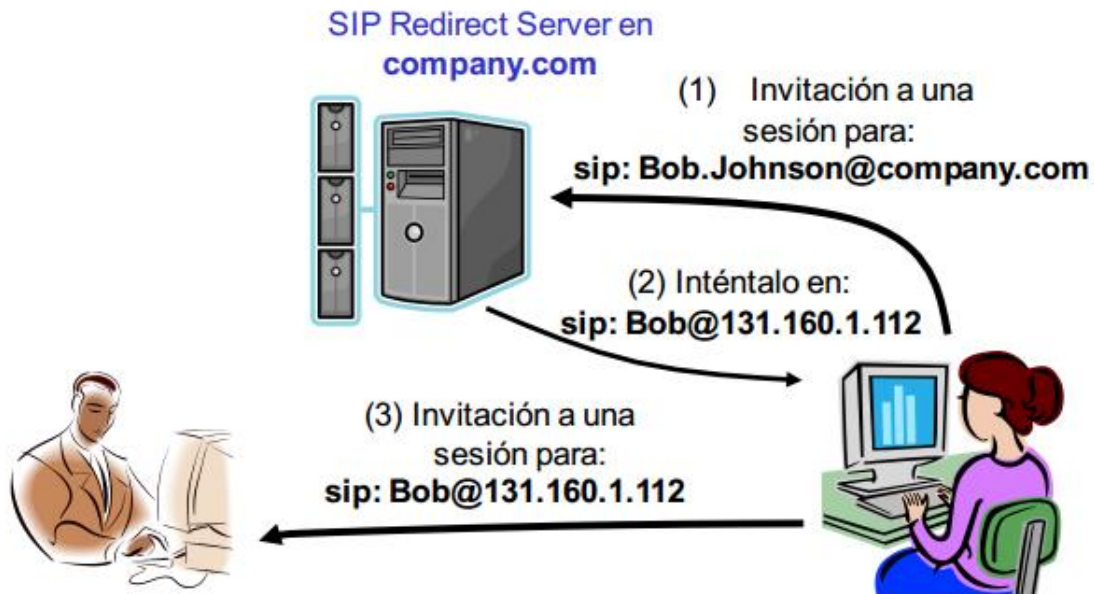 SIP Redirect Server en
company.com
(1) Invitación a una
sesión para:
sip: Bob.Johnson@company.com
(2) Inténtalo en:
sip: Bob@131.160.1.112
(3) Invitación a una
sesión para:
sip: Bob@131.160.1.112